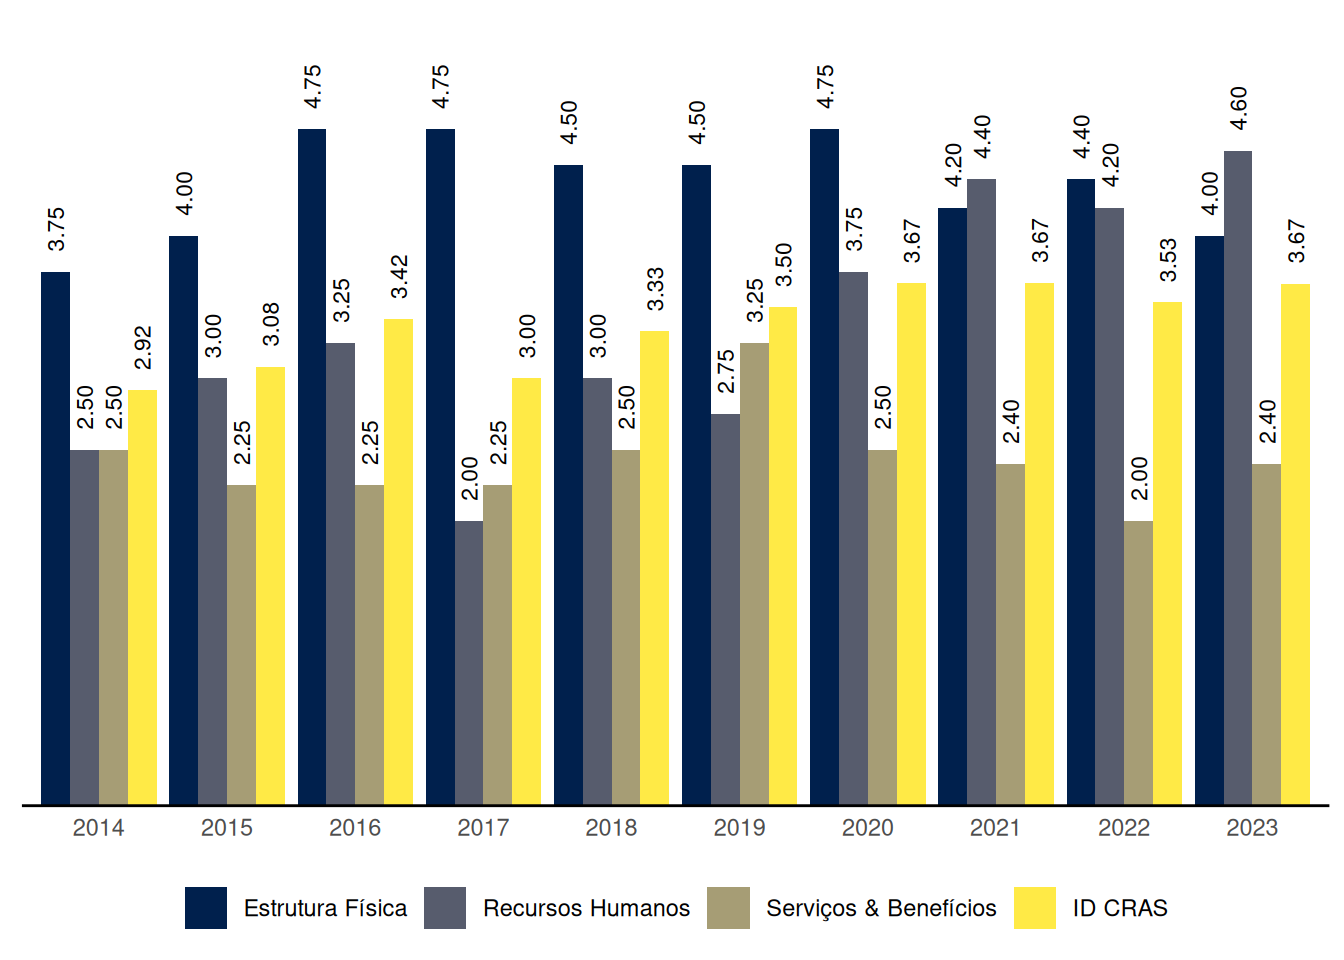 3.75 2.50 2.50 2.92
4.00 3.00 2.25 3.08
4.75 3.25 2.25 3.42
4.75 2.00 2.25 3.00
4.50 3.00 2.50 3.33
4.50 2.75 3.25 3.50
4.75 3.75 2.50 3.67
4.20 4.40 2.40 3.67
4.40 4.20 2.00 3.53
4.00 4.60 2.40 3.67
2014 2015 2016 2017 2018 2019 2020 2021 2022 2023
Estrutura Física Recursos Humanos Serviços & Benefícios ID CRAS